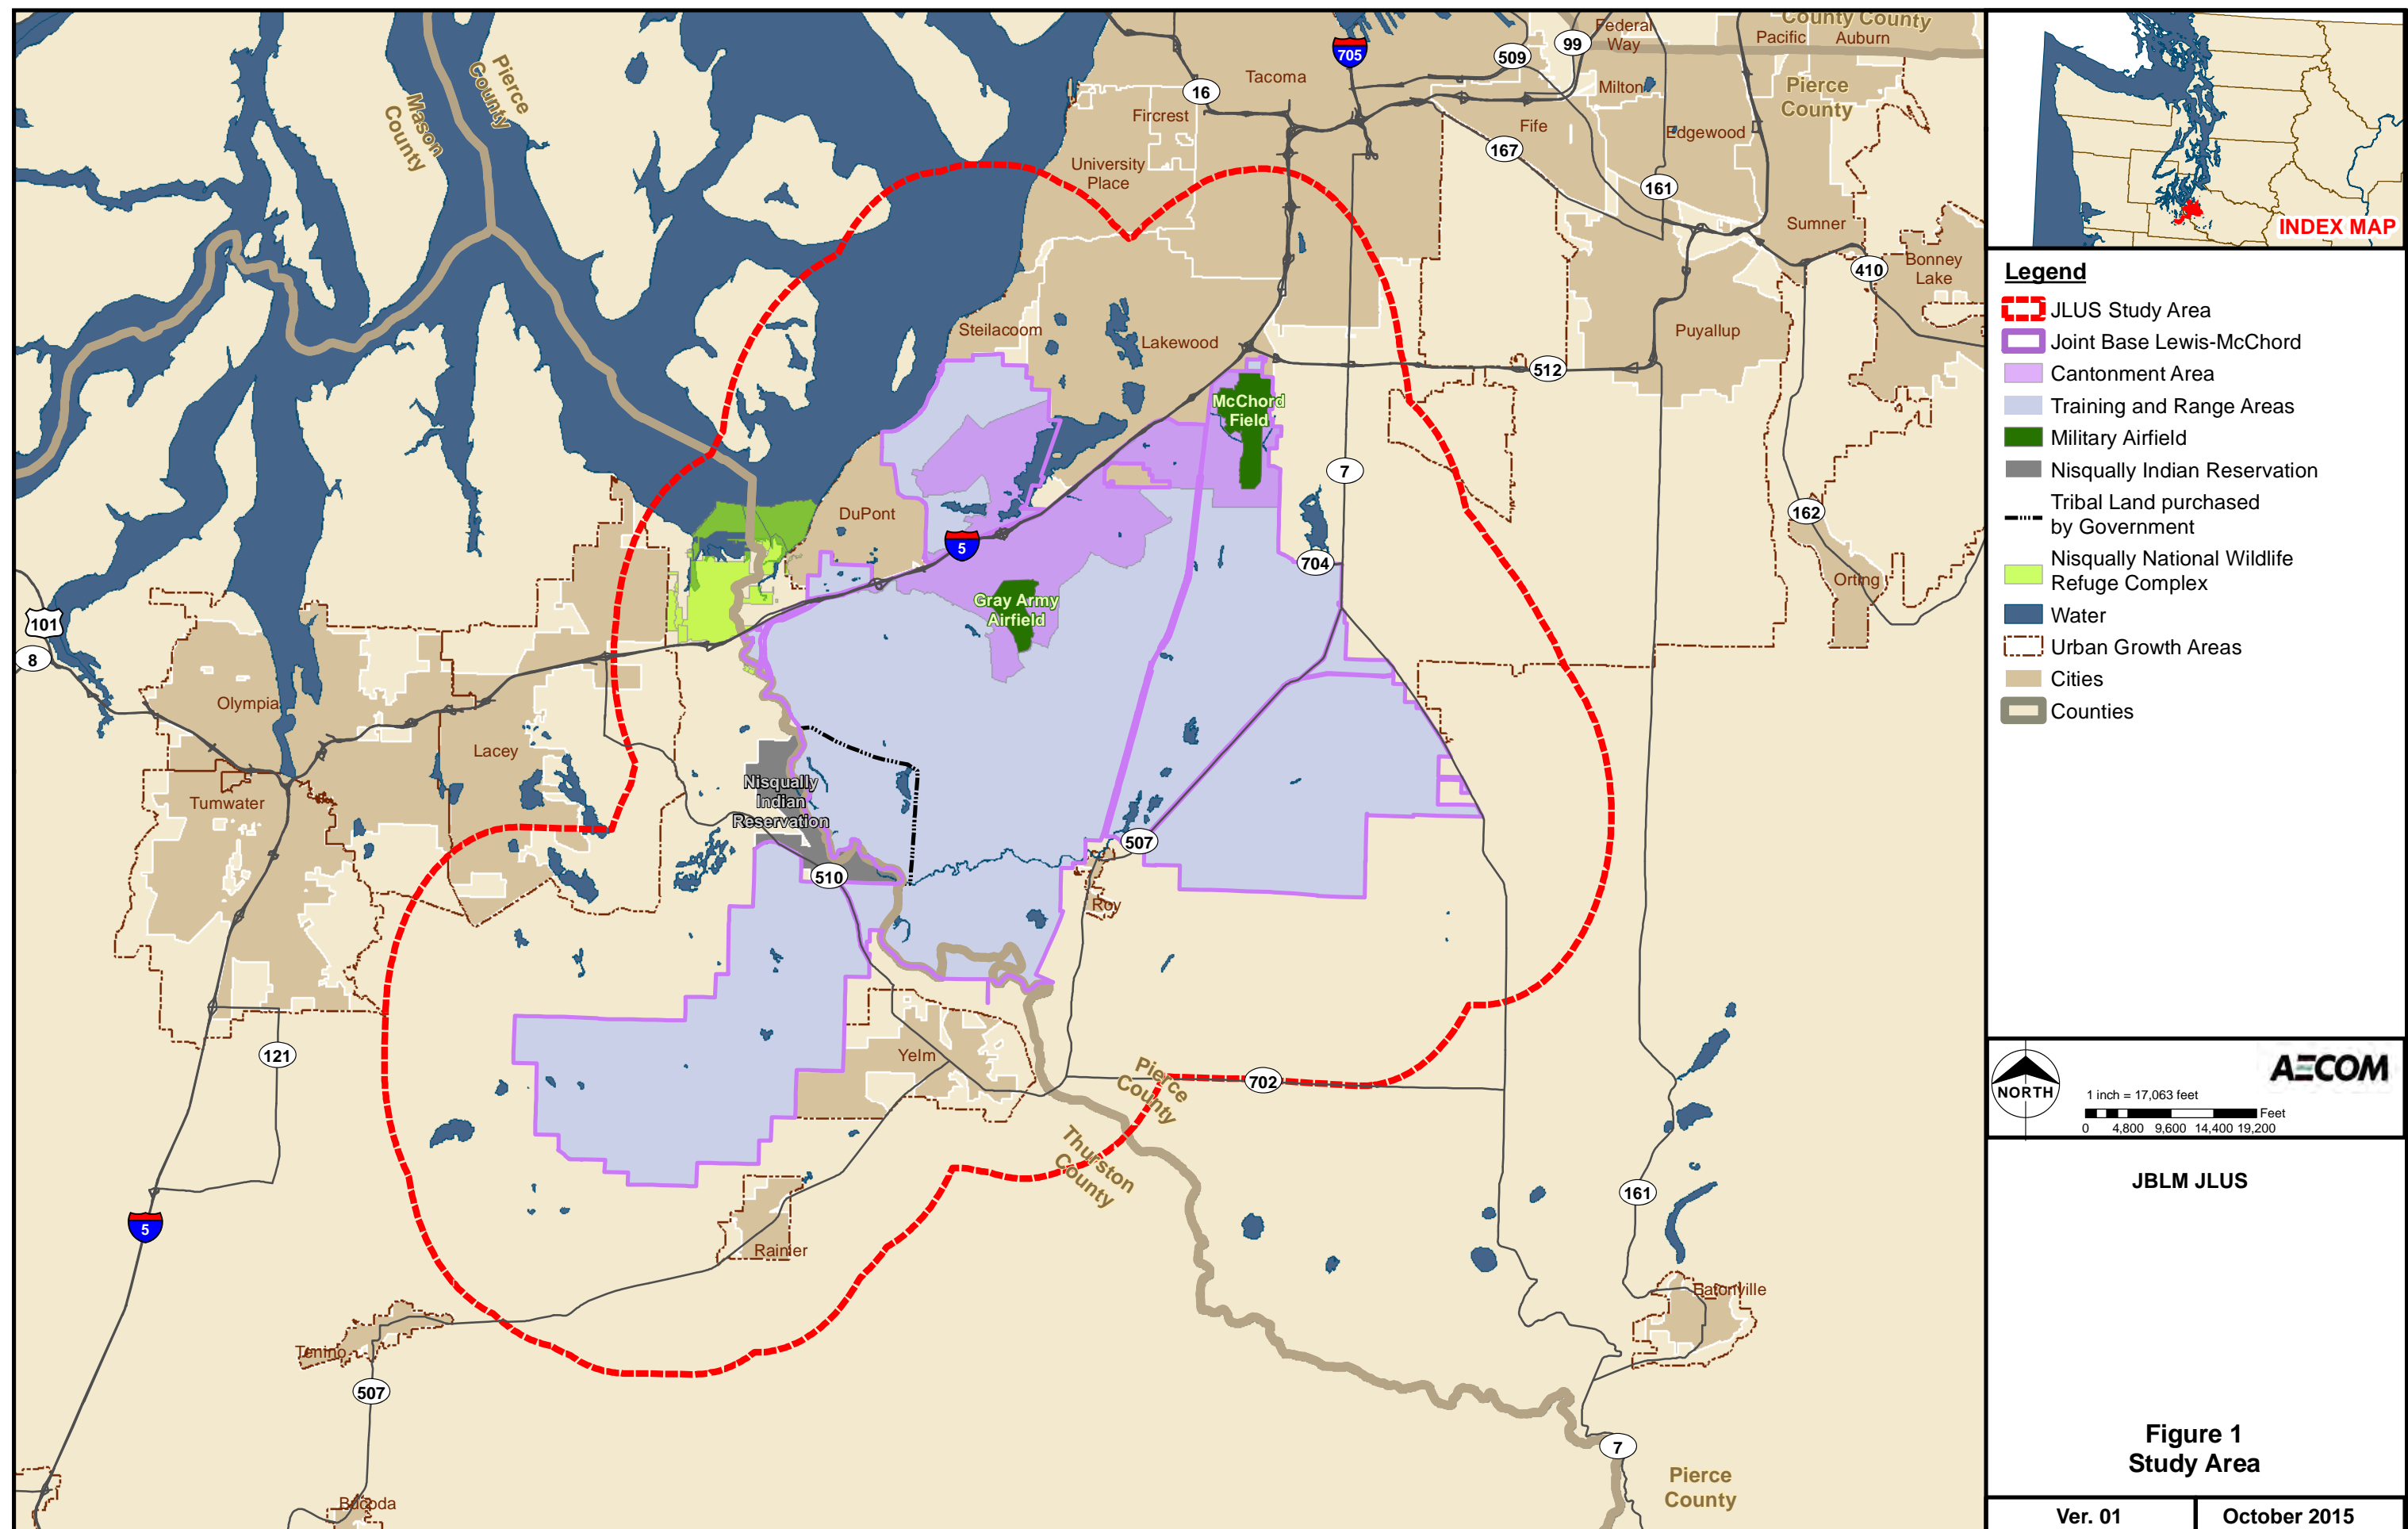 County County
Federal
Way
Pacific
Auburn
705
99
509
Pierce
County
Mason
County
Tacoma
16
Milton
Pierce
County
Fircrest
Fife
Edgewood
167
University
Place
161
Sumner
410
Bonney
Lake
Steilacoom
Lakewood
Puyallup
512
McChord
Field
7
DuPont
162
5
704
Orting
Gray Army
Airfield
101
8
Olympia
Lacey
Tumwater
Nisqually
Indian
Reservation
507
510
Roy
121
Yelm
Pierce
County
702
Thurston
County
161
5
Rainier
Eatonville
Tenino
507
7
Pierce
County
Bucoda
INDEX MAP
Legend
JLUS Study Area
Joint Base Lewis-McChord
Cantonment Area
Training and Range Areas
Military Airfield
Nisqually Indian Reservation
Tribal Land purchased
by Government
Nisqually National Wildlife
Refuge Complex
Water
Urban Growth Areas
Cities
Counties
NORTH
AECOM
1 inch = 17,063 feet
Feet
0 4,800 9,600 14,400 19,200
JBLM JLUS
Figure 1
Study Area
Ver. 01
October 2015